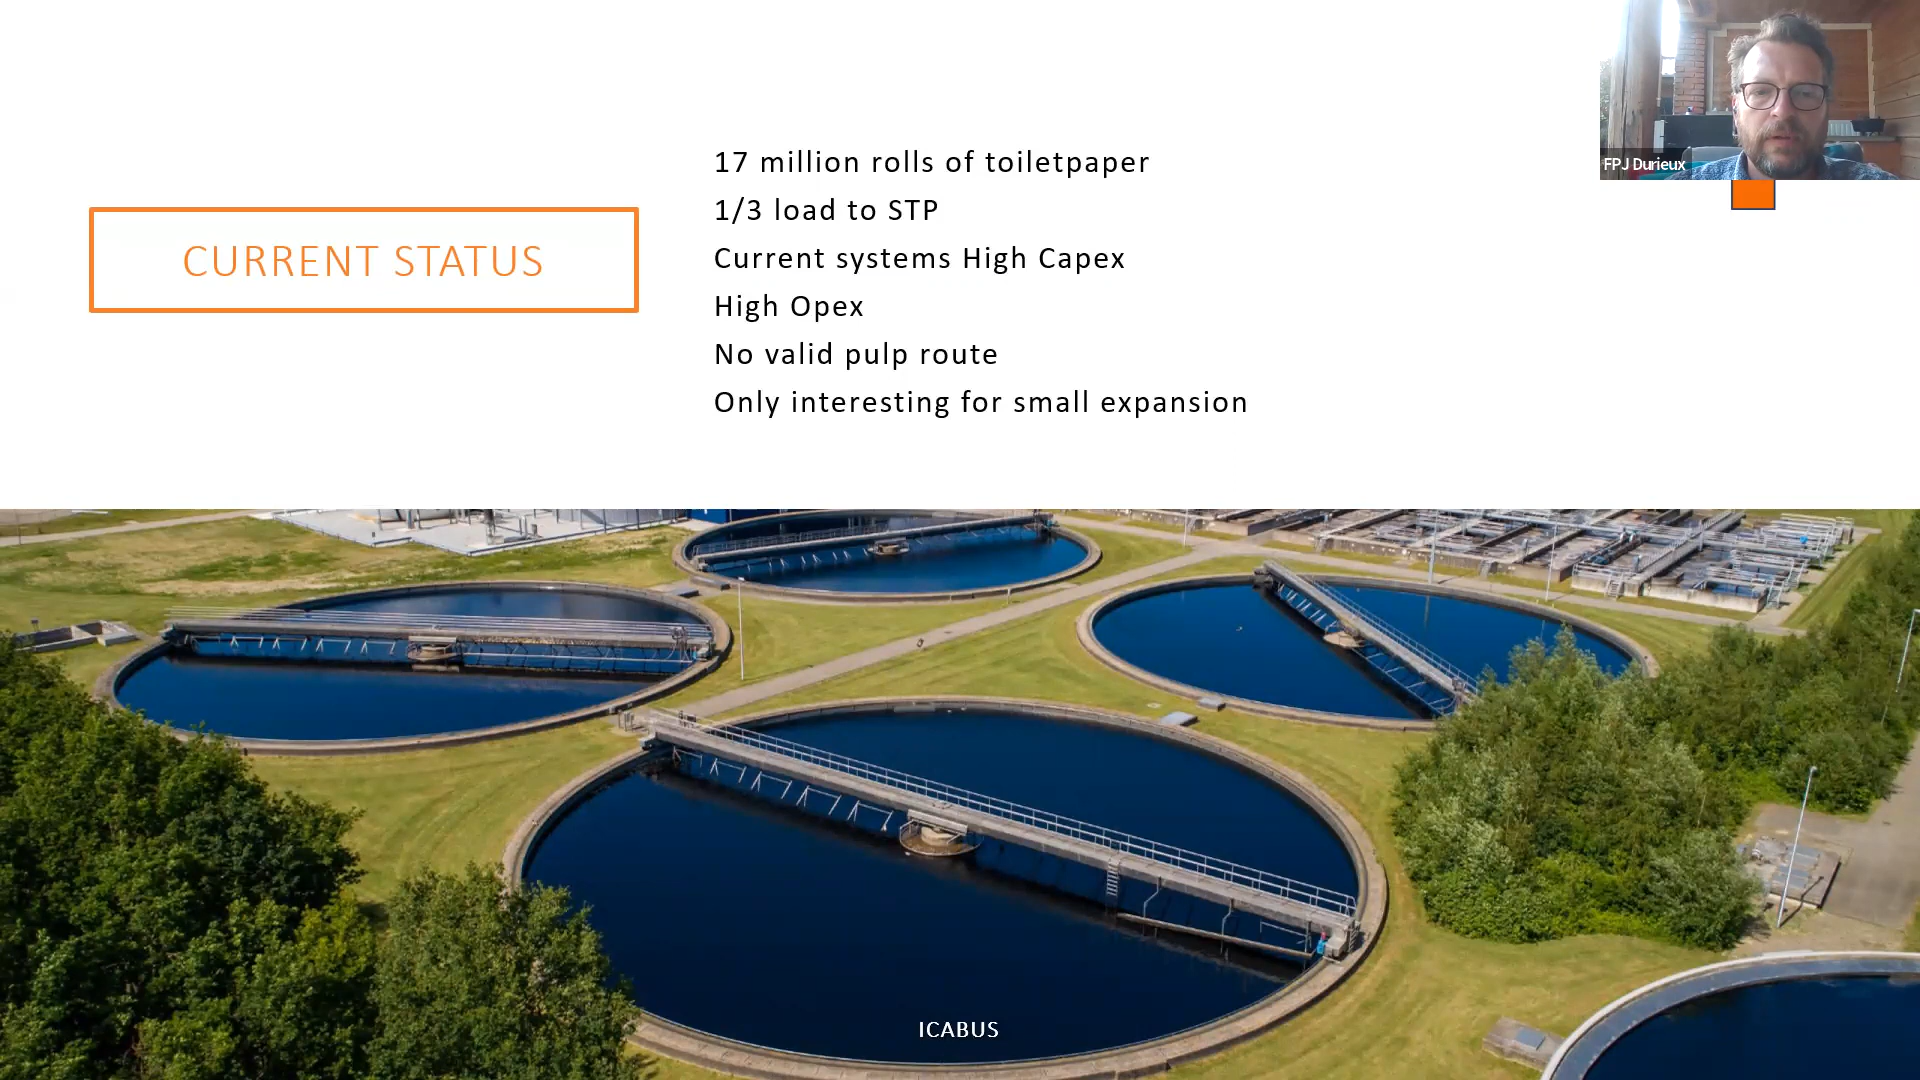 FPJ Durieux
CURRENT STATUS
17 million rolls of toiletpaper
1/3 load to STP
Current systems High Capex
High Opex
No valid pulp route
Only interesting for small expansion
ICABUS